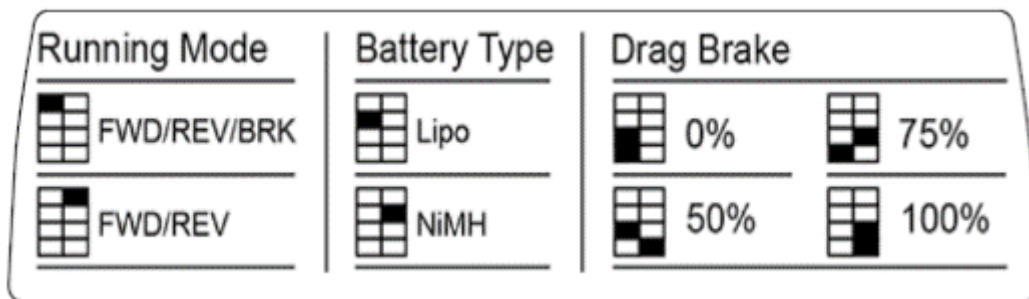 Running Mode
Battery Type
Drag Brake
FWD/REV/BRK
Lipo
0%
75%
FWD/REV
NiMH
50%
100%